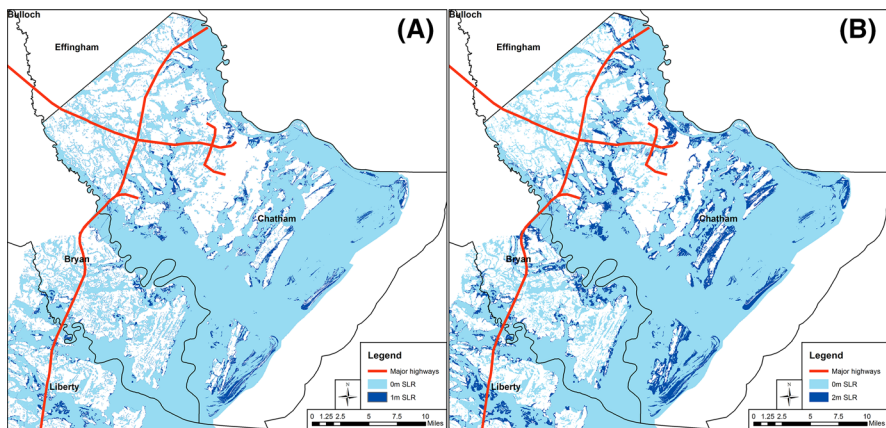 Bulloch
Effingham
(A)
Chatham
Bryan
Liberty
Legend
Major highways
0m SLR
1m SLR
N
0 1.25 2.5 5 7.5 10
Miles
Bulloch
Effingham
(B)
Chatham
Bryan
Liberty
Legend
Major highways
0m SLR
2m SLR
N
0 1.25 2.5 5 7.5 10
Miles